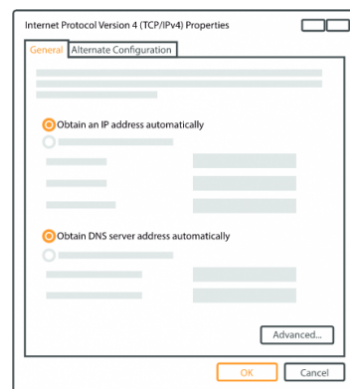 Internet Protocol Version 4 (TCP/IPv4) Properties
General
Alternate Configuration
Obtain an IP address automatically
Obtain DNS server address automatically
Advanced...
OK
Cancel